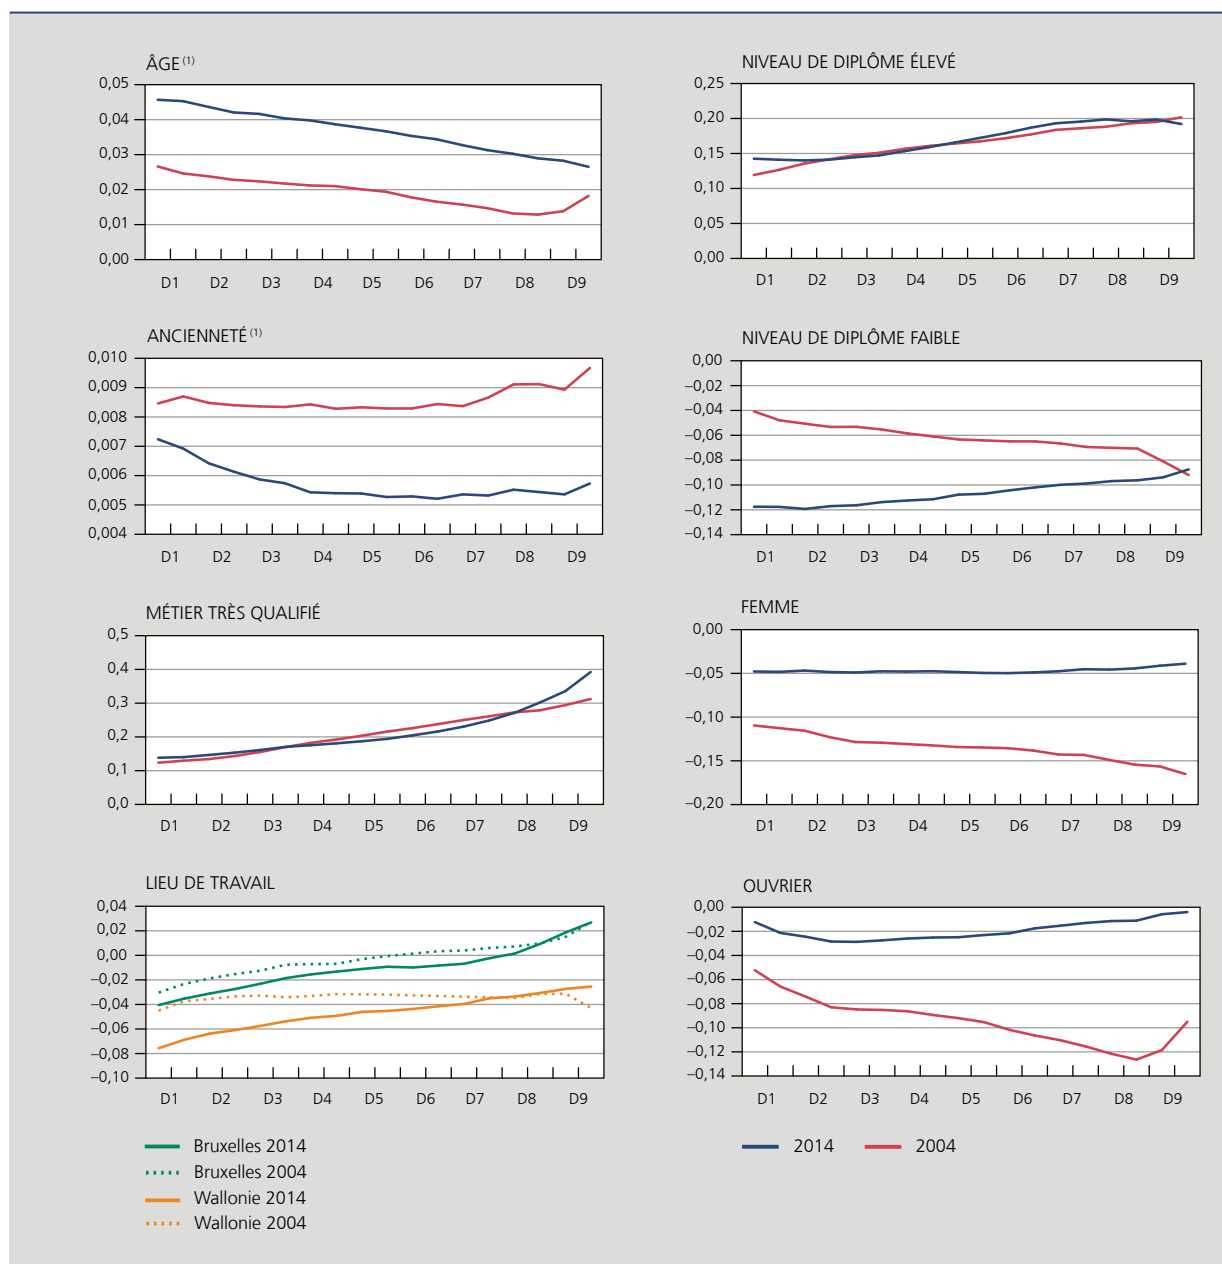 ÂGE (1)
0,05
0,04
0,03
0,02
0,01
0,00
D1 D2 D3 D4 D5 D6 D7 D8 D9
NIVEAU DE DIPLÔME ÉLEVÉ
0,25
0,20
0,15
0,10
0,05
0,00
D1 D2 D3 D4 D5 D6 D7 D8 D9
ANCIENNETÉ (1)
0,010
0,009
0,008
0,007
0,006
0,005
0,004
D1 D2 D3 D4 D5 D6 D7 D8 D9
NIVEAU DE DIPLÔME FAIBLE
0,00
–0,02
–0,04
–0,06
–0,08
–0,10
–0,12
–0,14
D1 D2 D3 D4 D5 D6 D7 D8 D9
MÉTIER TRÈS QUALIFIÉ
0,5
0,4
0,3
0,2
0,1
0,0
D1 D2 D3 D4 D5 D6 D7 D8 D9
FEMME
0,00
–0,05
–0,10
–0,15
–0,20
D1 D2 D3 D4 D5 D6 D7 D8 D9
LIEU DE TRAVAIL
0,04
0,02
0,00
–0,02
–0,04
–0,06
–0,08
–0,10
D1 D2 D3 D4 D5 D6 D7 D8 D9
OUVRIER
0,00
–0,02
–0,04
–0,06
–0,08
–0,10
–0,12
–0,14
D1 D2 D3 D4 D5 D6 D7 D8 D9
Bruxelles 2014
Bruxelles 2004
Wallonie 2014
Wallonie 2004
2014 2004